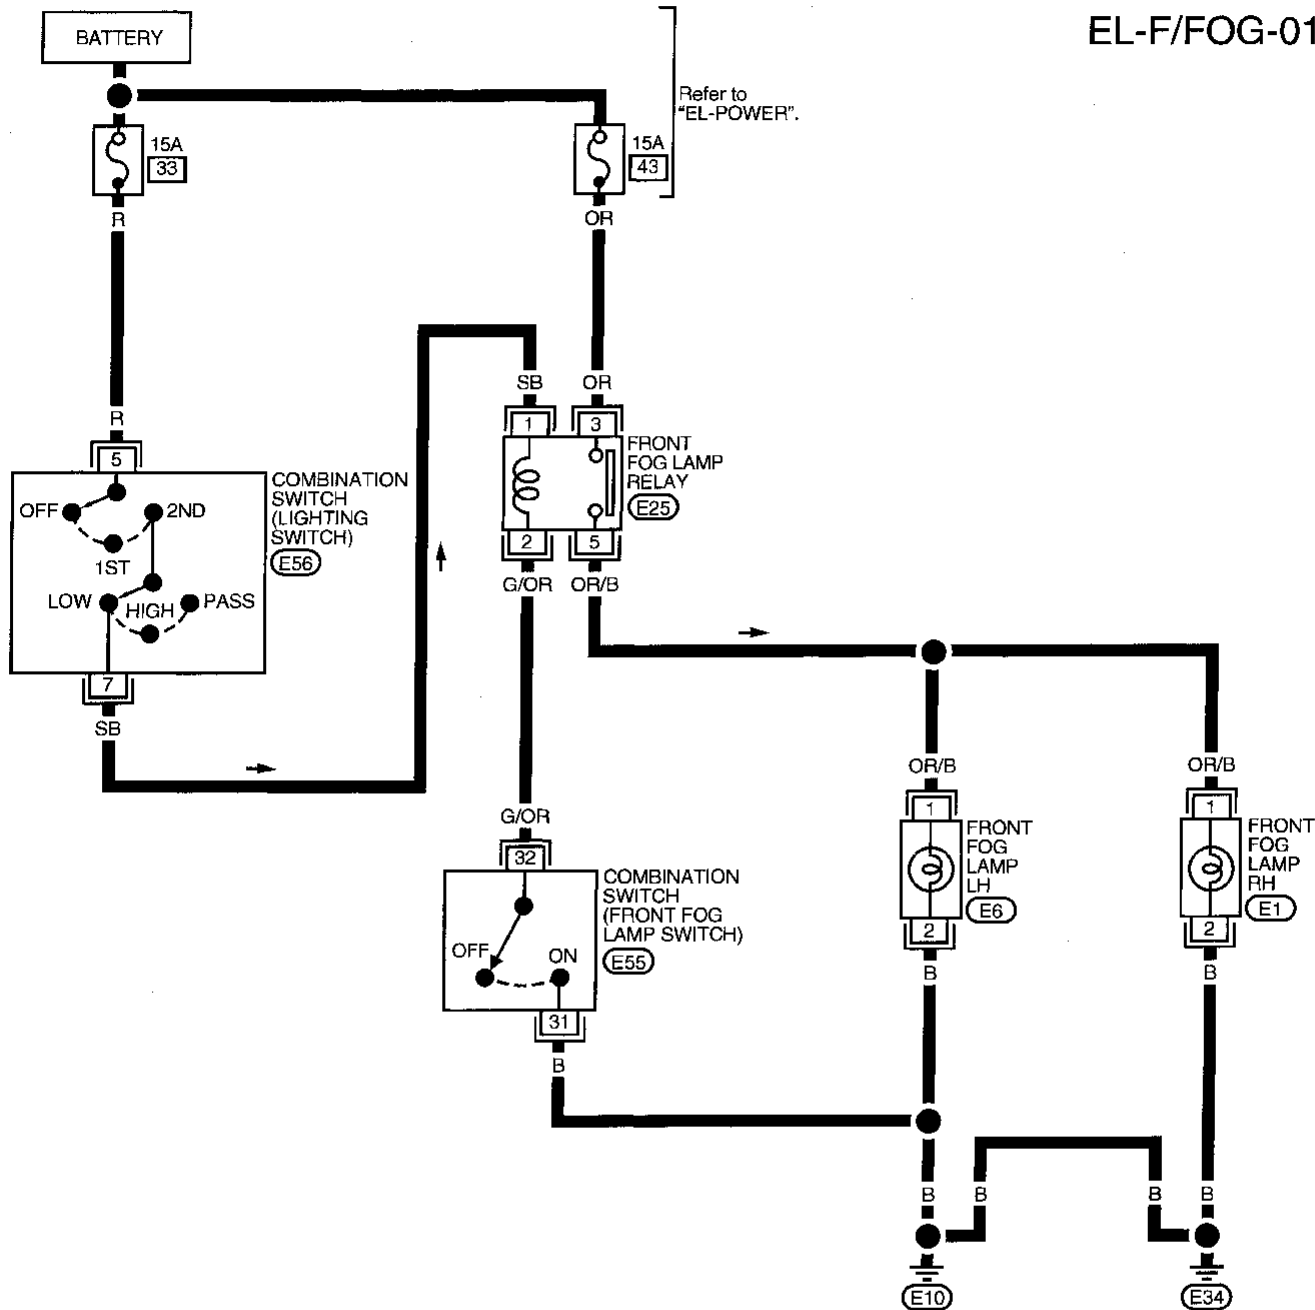 EL-F/FOG-01
BATTERY
Refer to
"EL-POWER".
15A
33
15A
43
R
OR
R
SB
OR
5
1
3
COMBINATION
SWITCH
(LIGHTING
SWITCH)
E56
OFF
2ND
1ST
LOW
HIGH
PASS
7
SB
FRONT
FOG LAMP
RELAY
E25
2
5
G/OR
OR/B
G/OR
32
COMBINATION
SWITCH
(FRONT FOG
LAMP SWITCH)
E55
OFF
ON
31
B
OR/B
OR/B
1
1
FRONT
FOG
LAMP
LH
E6
FRONT
FOG
LAMP
RH
E1
2
2
B
B
B
B
B
B
E10
E34